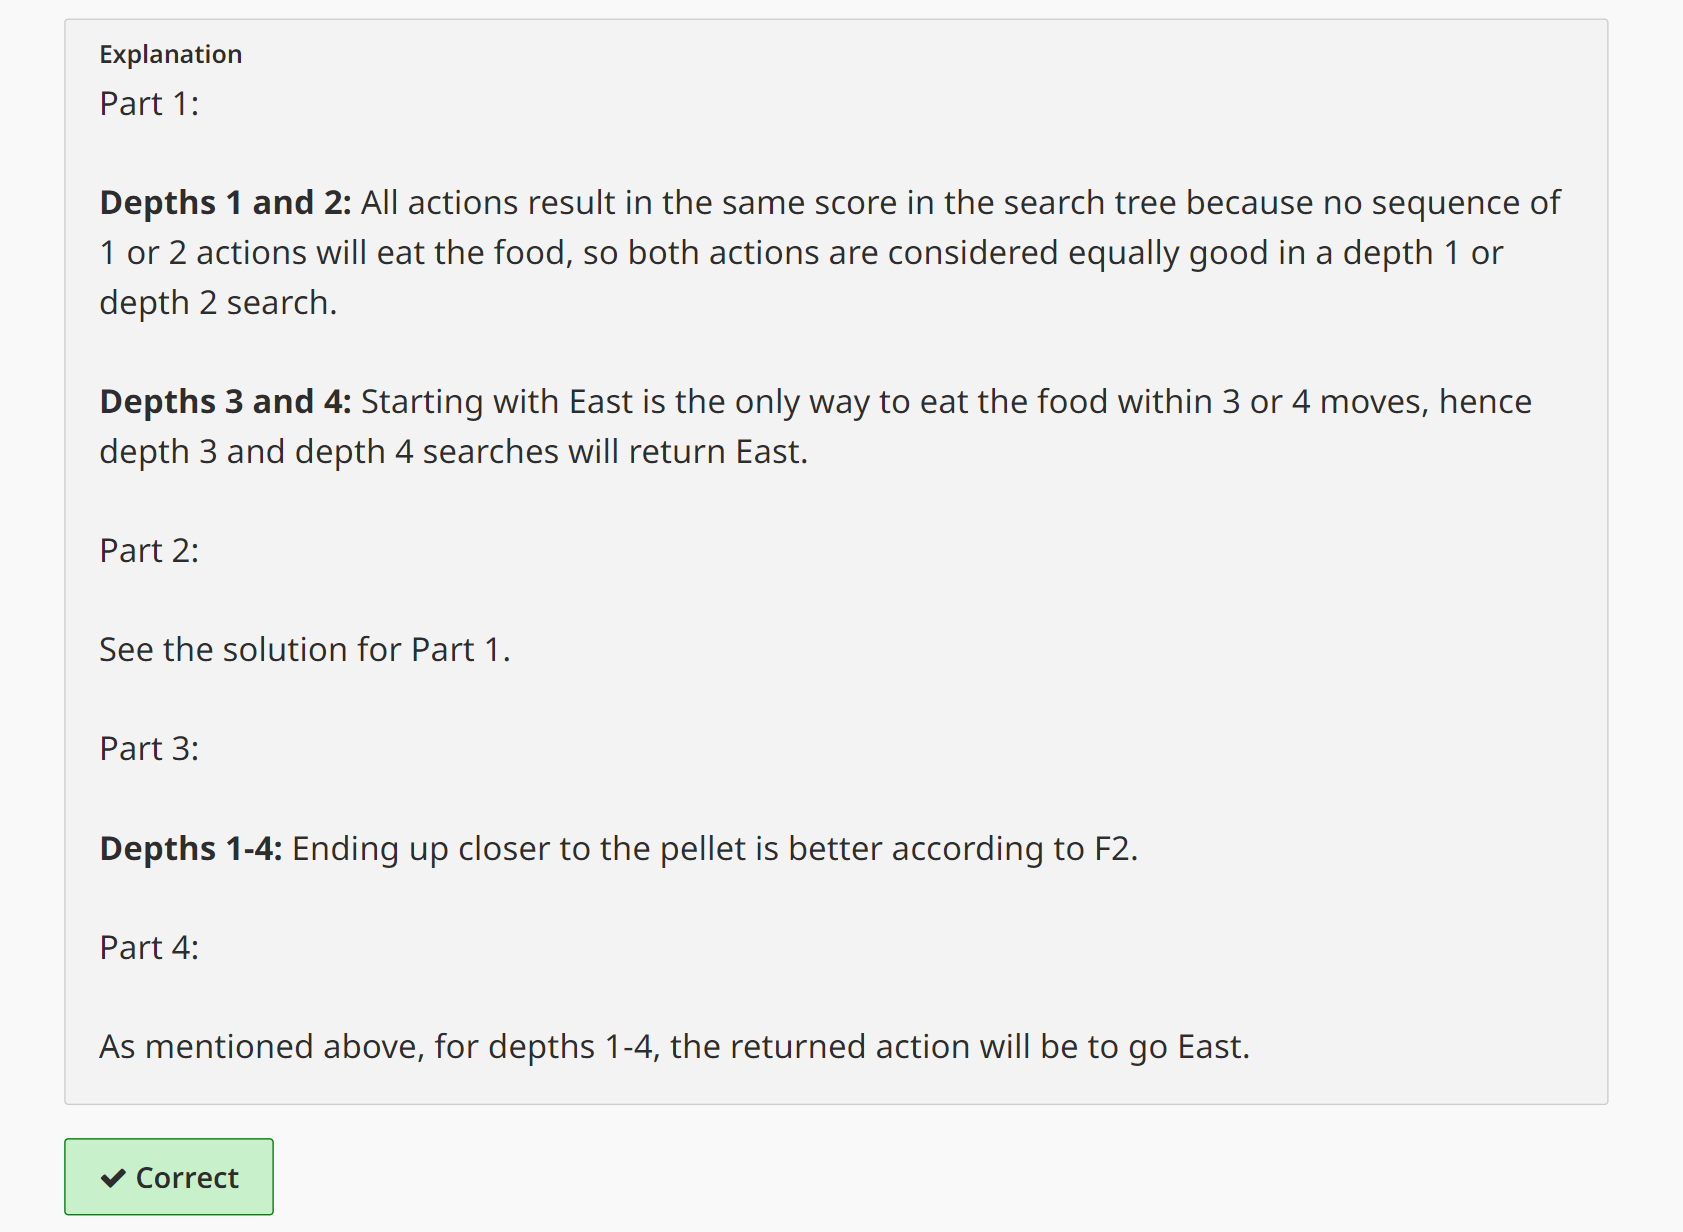 Explanation
Part 1:
Depths 1 and 2: All actions result in the same score in the search tree because no sequence of
1 or 2 actions will eat the food, so both actions are considered equally good in a depth 1 or
depth 2 search.
Depths 3 and 4: Starting with East is the only way to eat the food within 3 or 4 moves, hence
depth 3 and depth 4 searches will return East.
Part 2:
See the solution for Part 1.
Part 3:
Depths 1-4: Ending up closer to the pellet is better according to F2.
Part 4:
As mentioned above, for depths 1-4, the returned action will be to go East.
✔ Correct